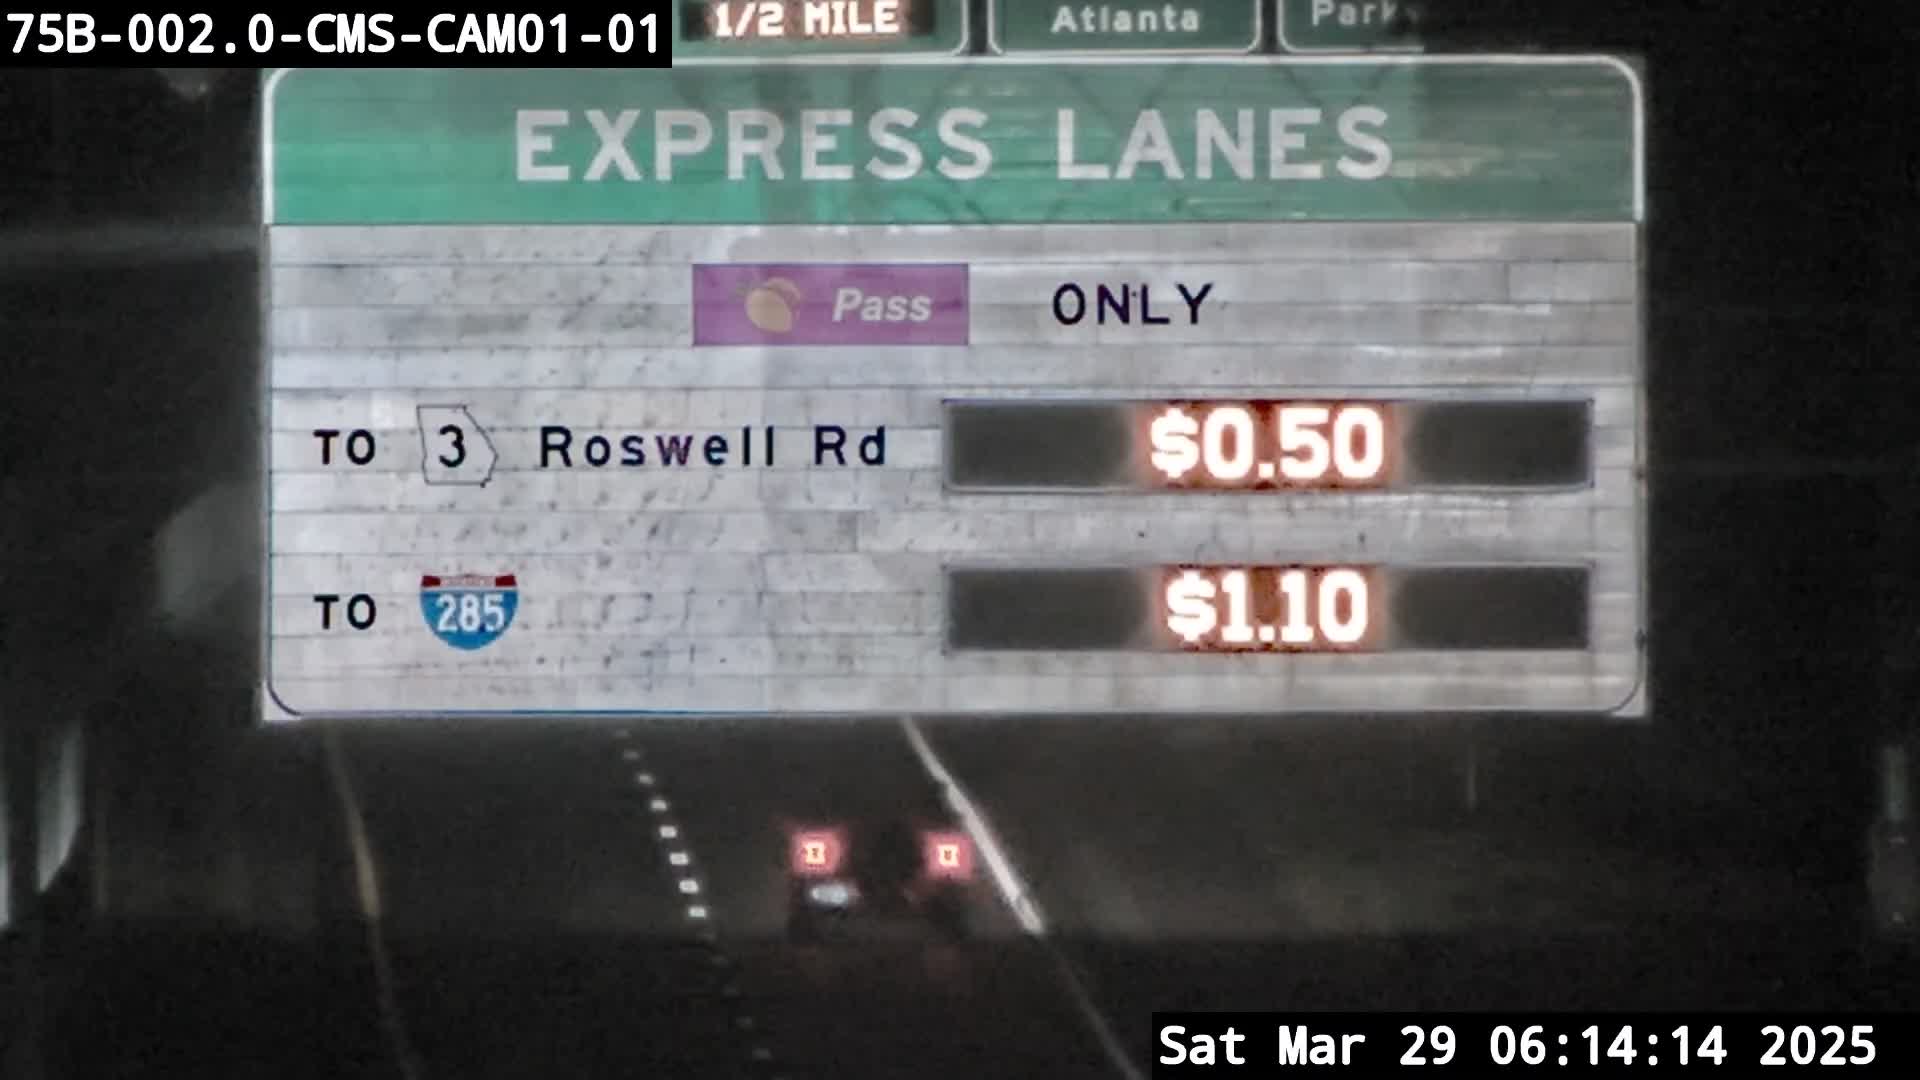 75B-002.0-CMS-CAM01-01
1/2 MILE
Atlanta
Park
EXPRESS LANES
Pass ONLY
TO 3 Roswell Rd $0.50
TO 285 $1.10
Sat Mar 29 06:14:14 2025